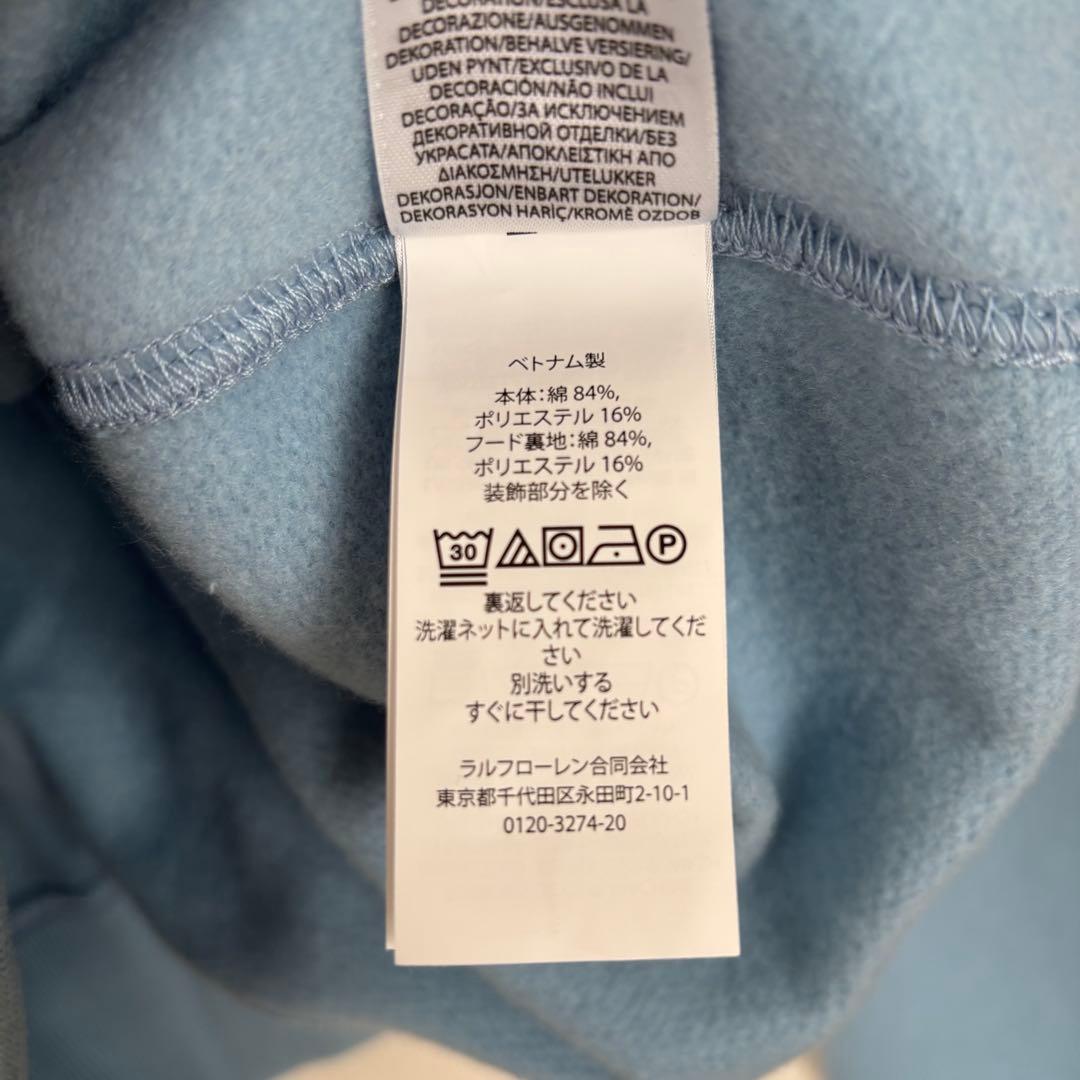 DECORATION/ESCLUSA LA
DECORAZIONE/AUSGENOMMEN
DEKORATION/BEHALVE VERSIERING/
UDEN PYNT/EXCLUSIVO DE LA
DECORACIÓN/NÃO INCLUI
DECORAÇÃO/ЗА ИСКЛЮЧЕНИЕМ
ДЕКОРАТИВНОЙ ОТДЕЛКИ/БЕЗ
УКРАСАТА/ΑΠΟΚΛΕΙΣΤΙΚΗ ΑΠΟ
ΔΙΑΚΟΣΜΗΣΗ/UTELUKKER
DEKORASJON/ENBART DEKORATION/
DEKORASYON HARİÇ/KROMĚ OZDOB
ベトナム製
本体：綿 84%,
ポリエステル 16%
フード裏地：綿 84%,
ポリエステル 16%
装飾部分を除く
30 P
裏返してください
洗濯ネットに入れて洗濯してくだ
さい
別洗いする
すぐに干してください
ラルフローレン合同会社
東京都千代田区永田町2-10-1
0120-3274-20